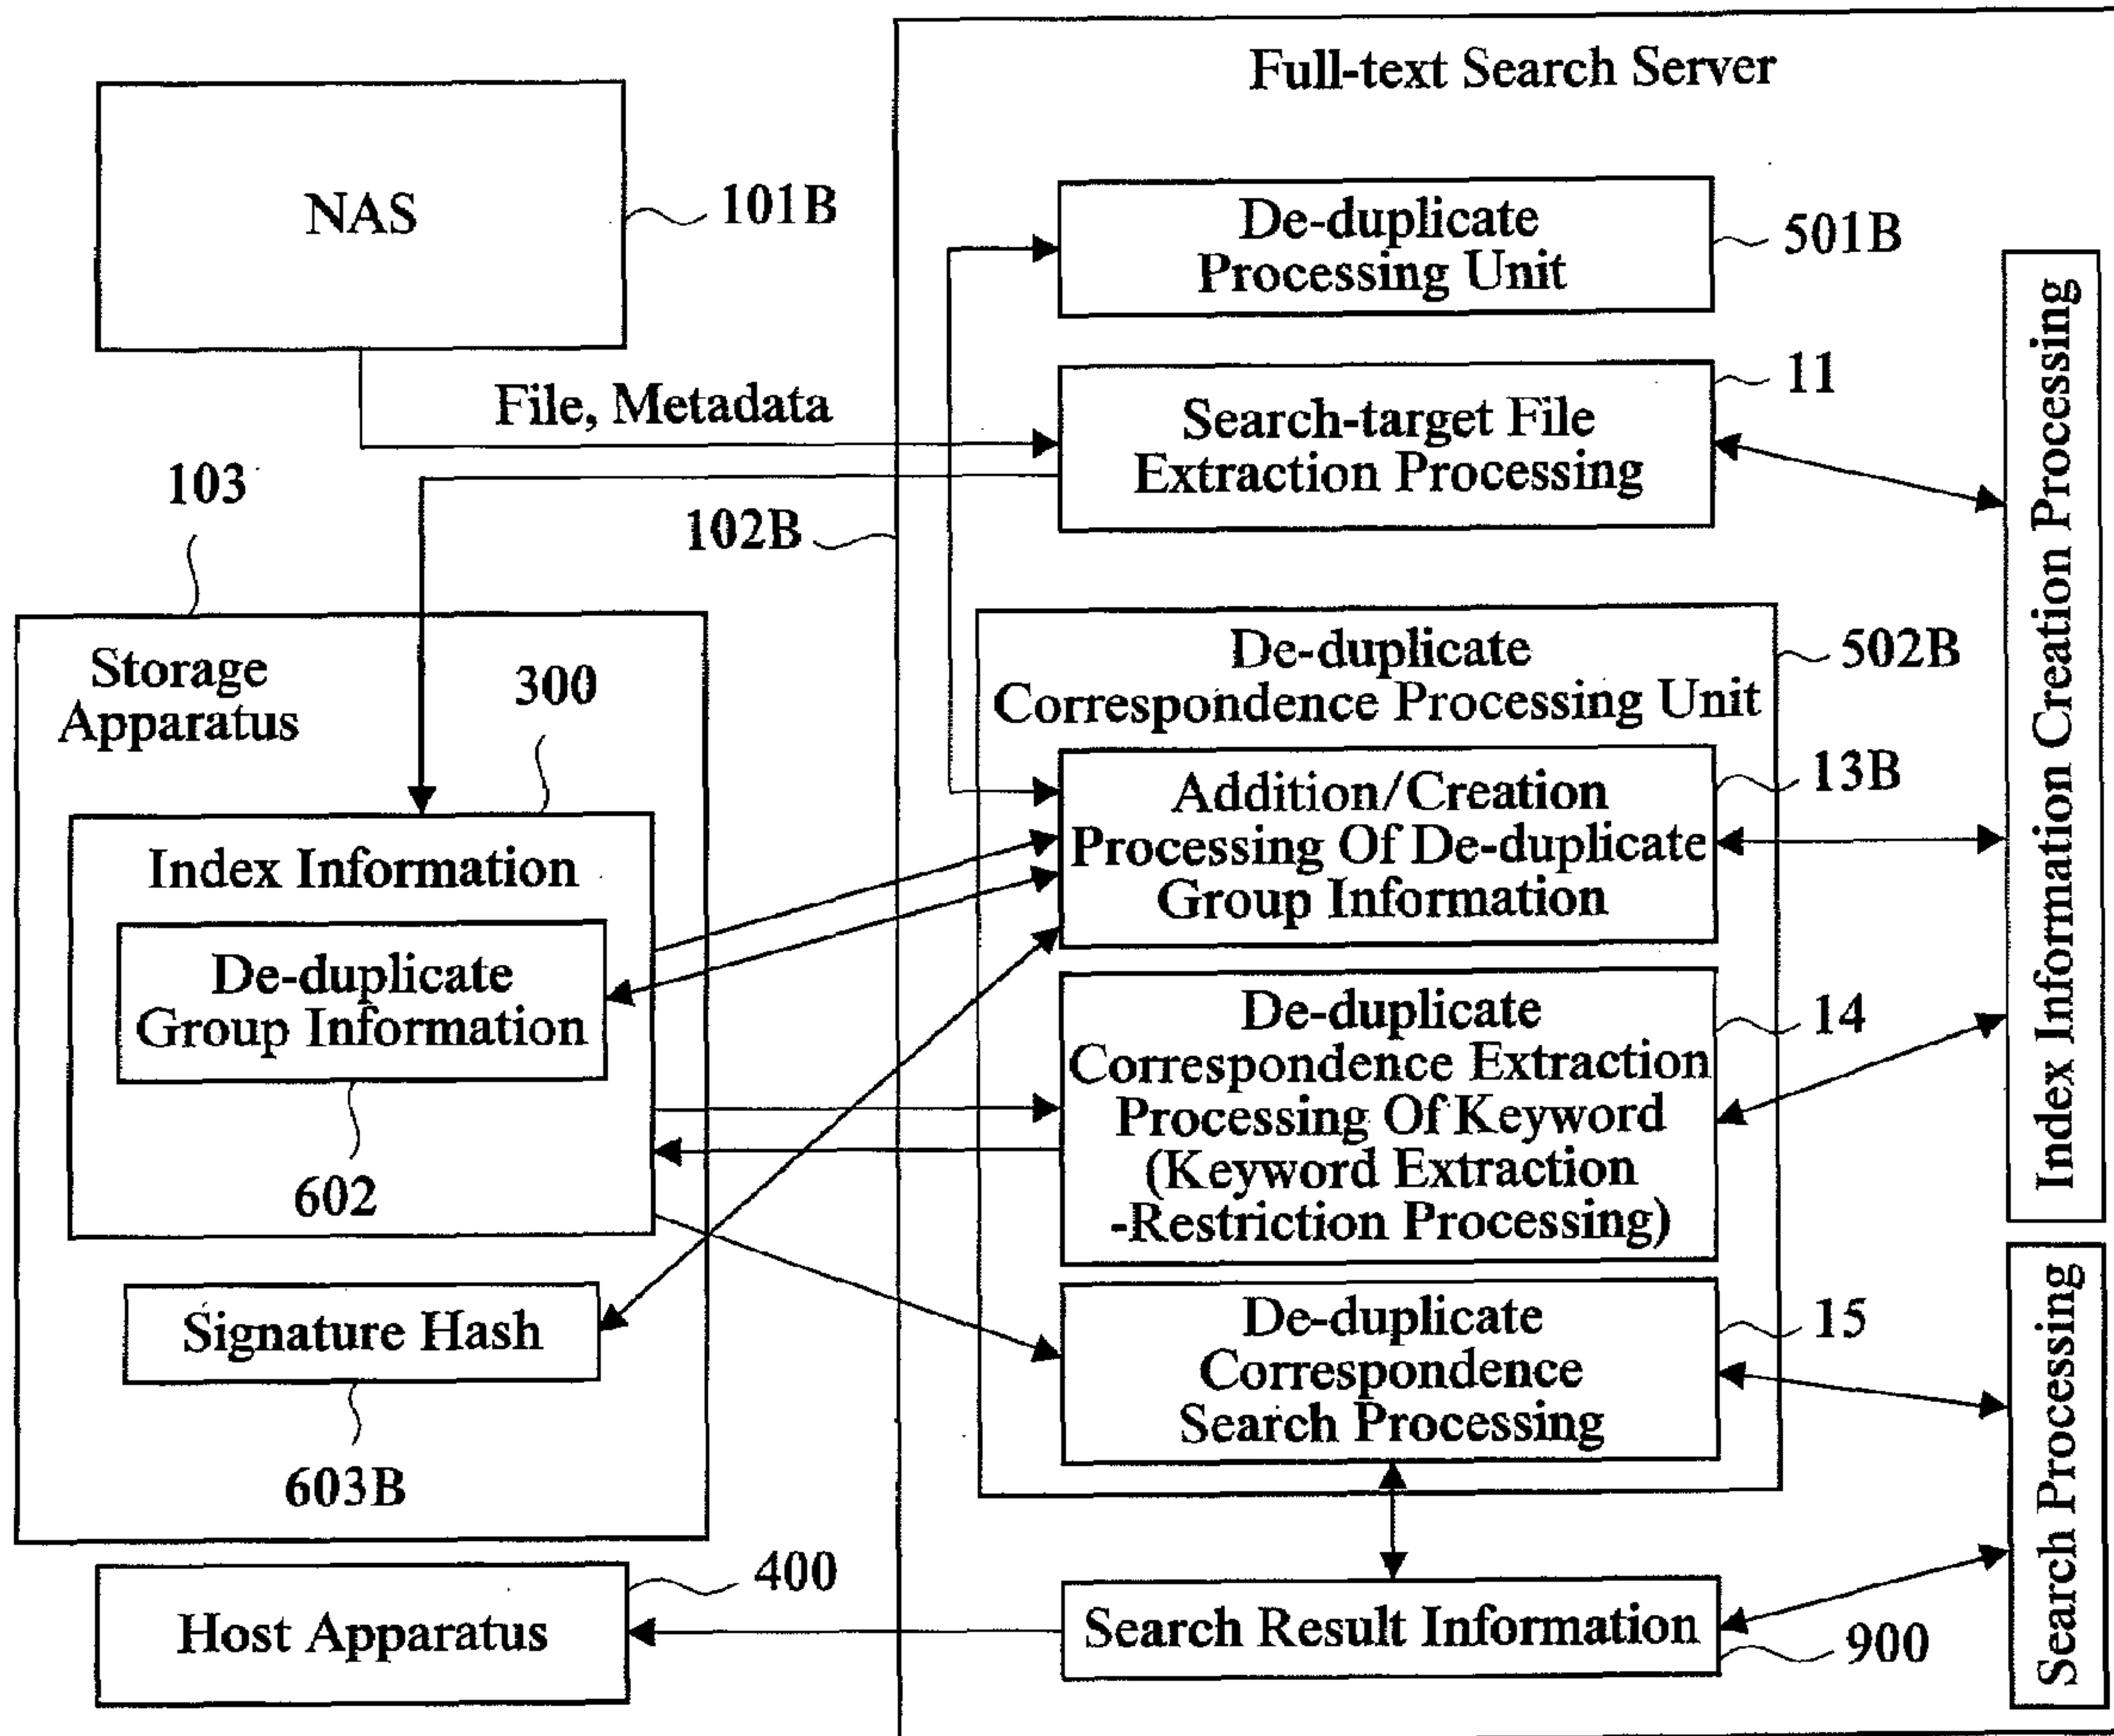 Full-text Search Server
NAS
101B
De-duplicate
Processing Unit
501B
File, Metadata
Search-target File
Extraction Processing
11
103
102B
Storage
Apparatus
300
Index Information
De-duplicate
Group Information
602
Signature Hash
603B
De-duplicate
Correspondence Processing Unit
502B
Addition/Creation
Processing Of De-duplicate
Group Information
13B
De-duplicate
Correspondence Extraction
Processing Of Keyword
(Keyword Extraction
-Restriction Processing)
14
De-duplicate
Correspondence
Search Processing
15
Host Apparatus
400
Search Result Information
900
Index Information Creation Processing
Search Processing